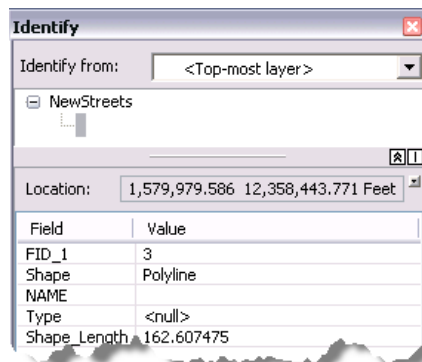 Identify
Identify from: <Top-most layer>
NewStreets
Location: 1,579,979.586 12,358,443.771 Feet
Field Value
FID_1 3
Shape Polyline
NAME
Type <null>
Shape_Length 162.607475